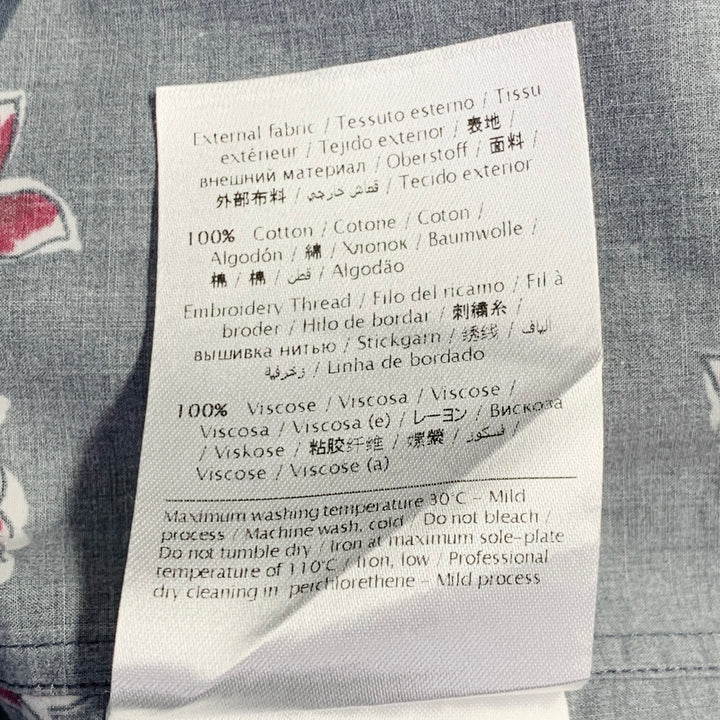 External fabric / Tessuto esterno / Tissu
extérieur / Tejido exterior / 表地 /
внешний материал / Oberstoff / 面料 /
外部布料 / قماش خارجي / Tecido exterior
100% Cotton / Cotone / Coton /
Algodón / 綿 / Хлопок / Baumwolle /
棉 / 棉 / قطن / Algodão
Embroidery Thread / Filo del ricamo / Fil à
broder / Hilo de bordar / 刺繍糸 /
вышивка нитью / Stickgarn / 绣线 / ألياف
زخرفية / Linha de bordado
100% Viscose / Viscosa / Viscose /
Viscosa / Viscosa (e) / レーヨン / Вискоза
/ Viskose / 粘胶纤维 / 嫘縈 / فسكوز /
Viscose / Viscose (a)
Maximum washing temperature 30°C – Mild
process / Machine wash, cold / Do not bleach /
Do not tumble dry / Iron at maximum sole-plate
temperature of 110°C / Iron, low / Professional
dry cleaning in perchlorethene – Mild process